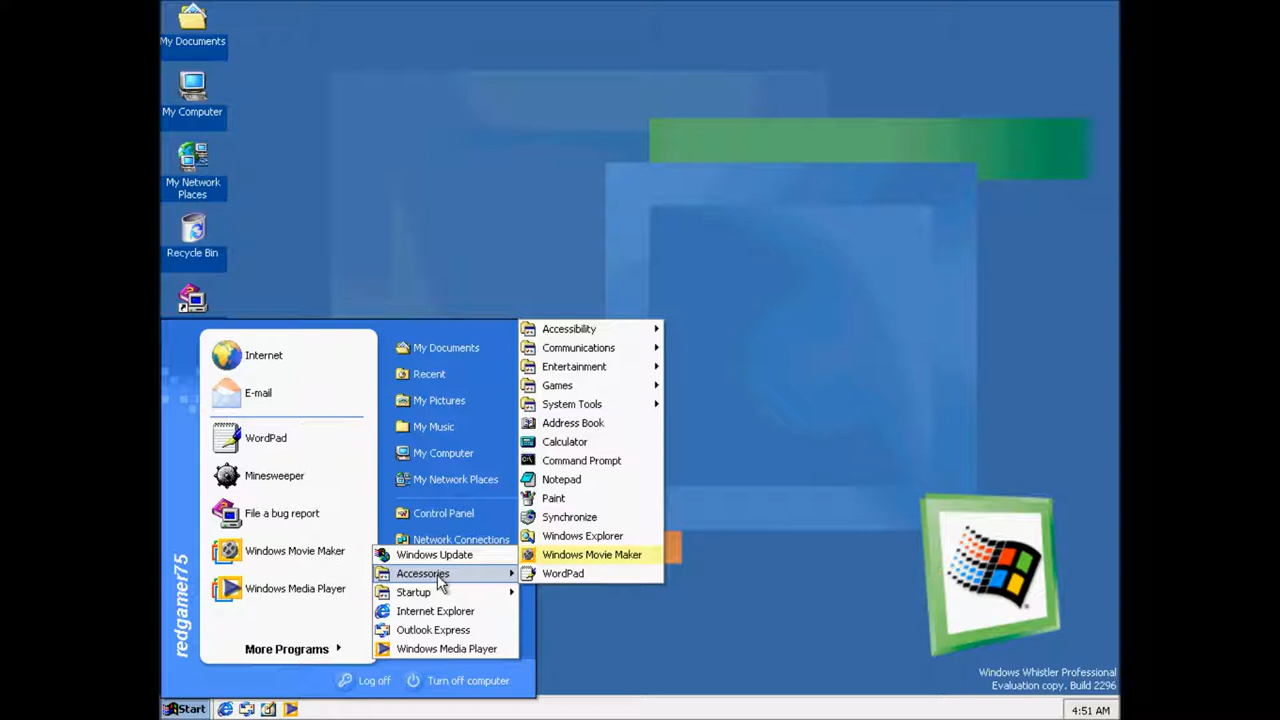 My Documents
My Computer
My Network
Places
Recycle Bin
Internet
E-mail
WordPad
Minesweeper
File a bug report
Windows Movie Maker
Windows Media Player
More Programs
redgamer75
My Documents
Recent
My Pictures
My Music
My Computer
My Network Places
Control Panel
Network Connections
Windows Update
Accessories
Startup
Internet Explorer
Outlook Express
Windows Media Player
Accessibility
Communications
Entertainment
Games
System Tools
Address Book
Calculator
Command Prompt
Notepad
Paint
Synchronize
Windows Explorer
Windows Movie Maker
WordPad
Log off
Turn off computer
Windows Whistler Professional
Evaluation copy. Build 2296
Start
4:51 AM